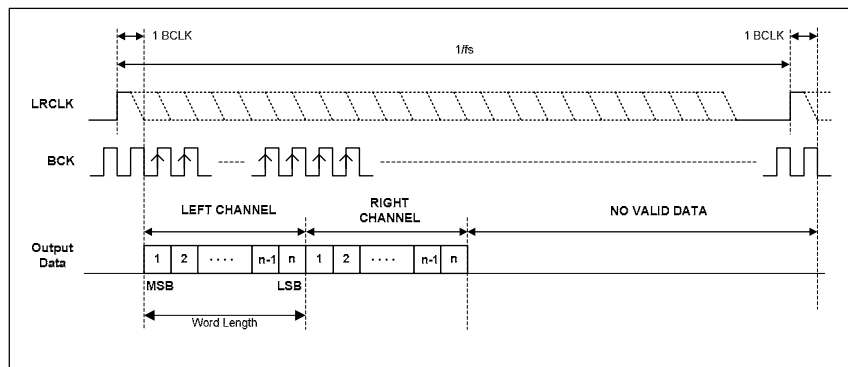 1 BCLK
1 BCLK
1/fs
LRCLK
BCK
LEFT CHANNEL
RIGHT
CHANNEL
NO VALID DATA
Output
Data
1 2 .... n-1 n 1 2 .... n-1 n
MSB
LSB
Word Length